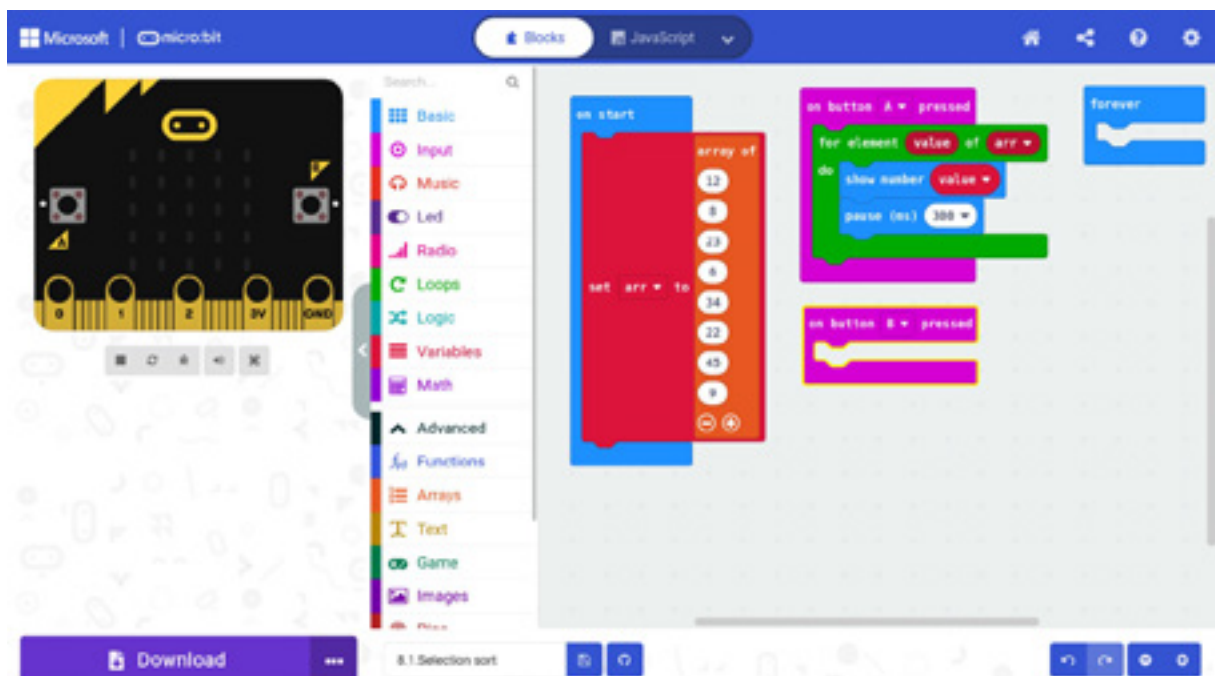 Microsoft | micro:bit
Blocks
JavaScript
Search...
Basic
Input
Music
Led
Radio
Loops
Logic
Variables
Math
Advanced
Functions
Arrays
Text
Game
Images
B
A
0 1 2 3V GND
on start
set arr to
array of
12
8
23
6
34
22
45
9
on button A pressed
for element value of arr
do
show number value
pause (ms) 300
on button B pressed
forever
Download
8.1.Selection sort